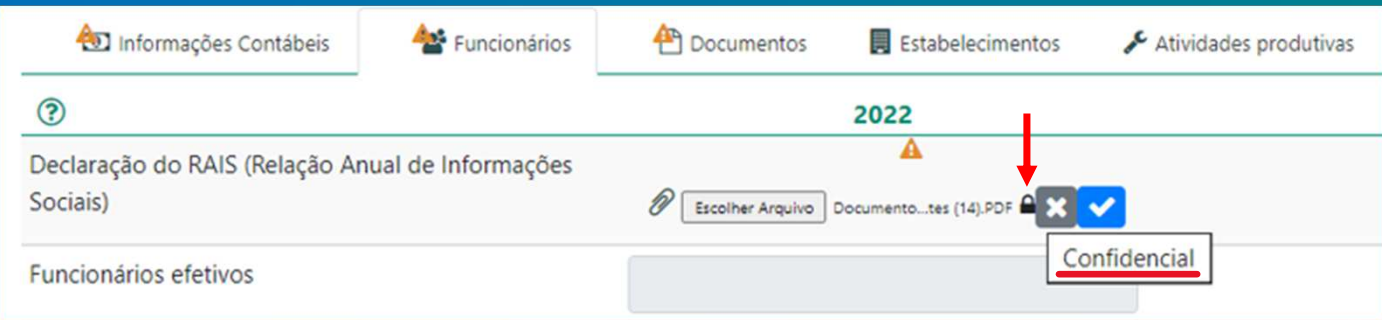 Informações Contábeis Funcionários Documentos Estabelecimentos Atividades produtivas
2022
Declaração do RAIS (Relação Anual de Informações
Sociais)
Escolher Arquivo Documento...tes (14).PDF
Confidencial
Funcionários efetivos